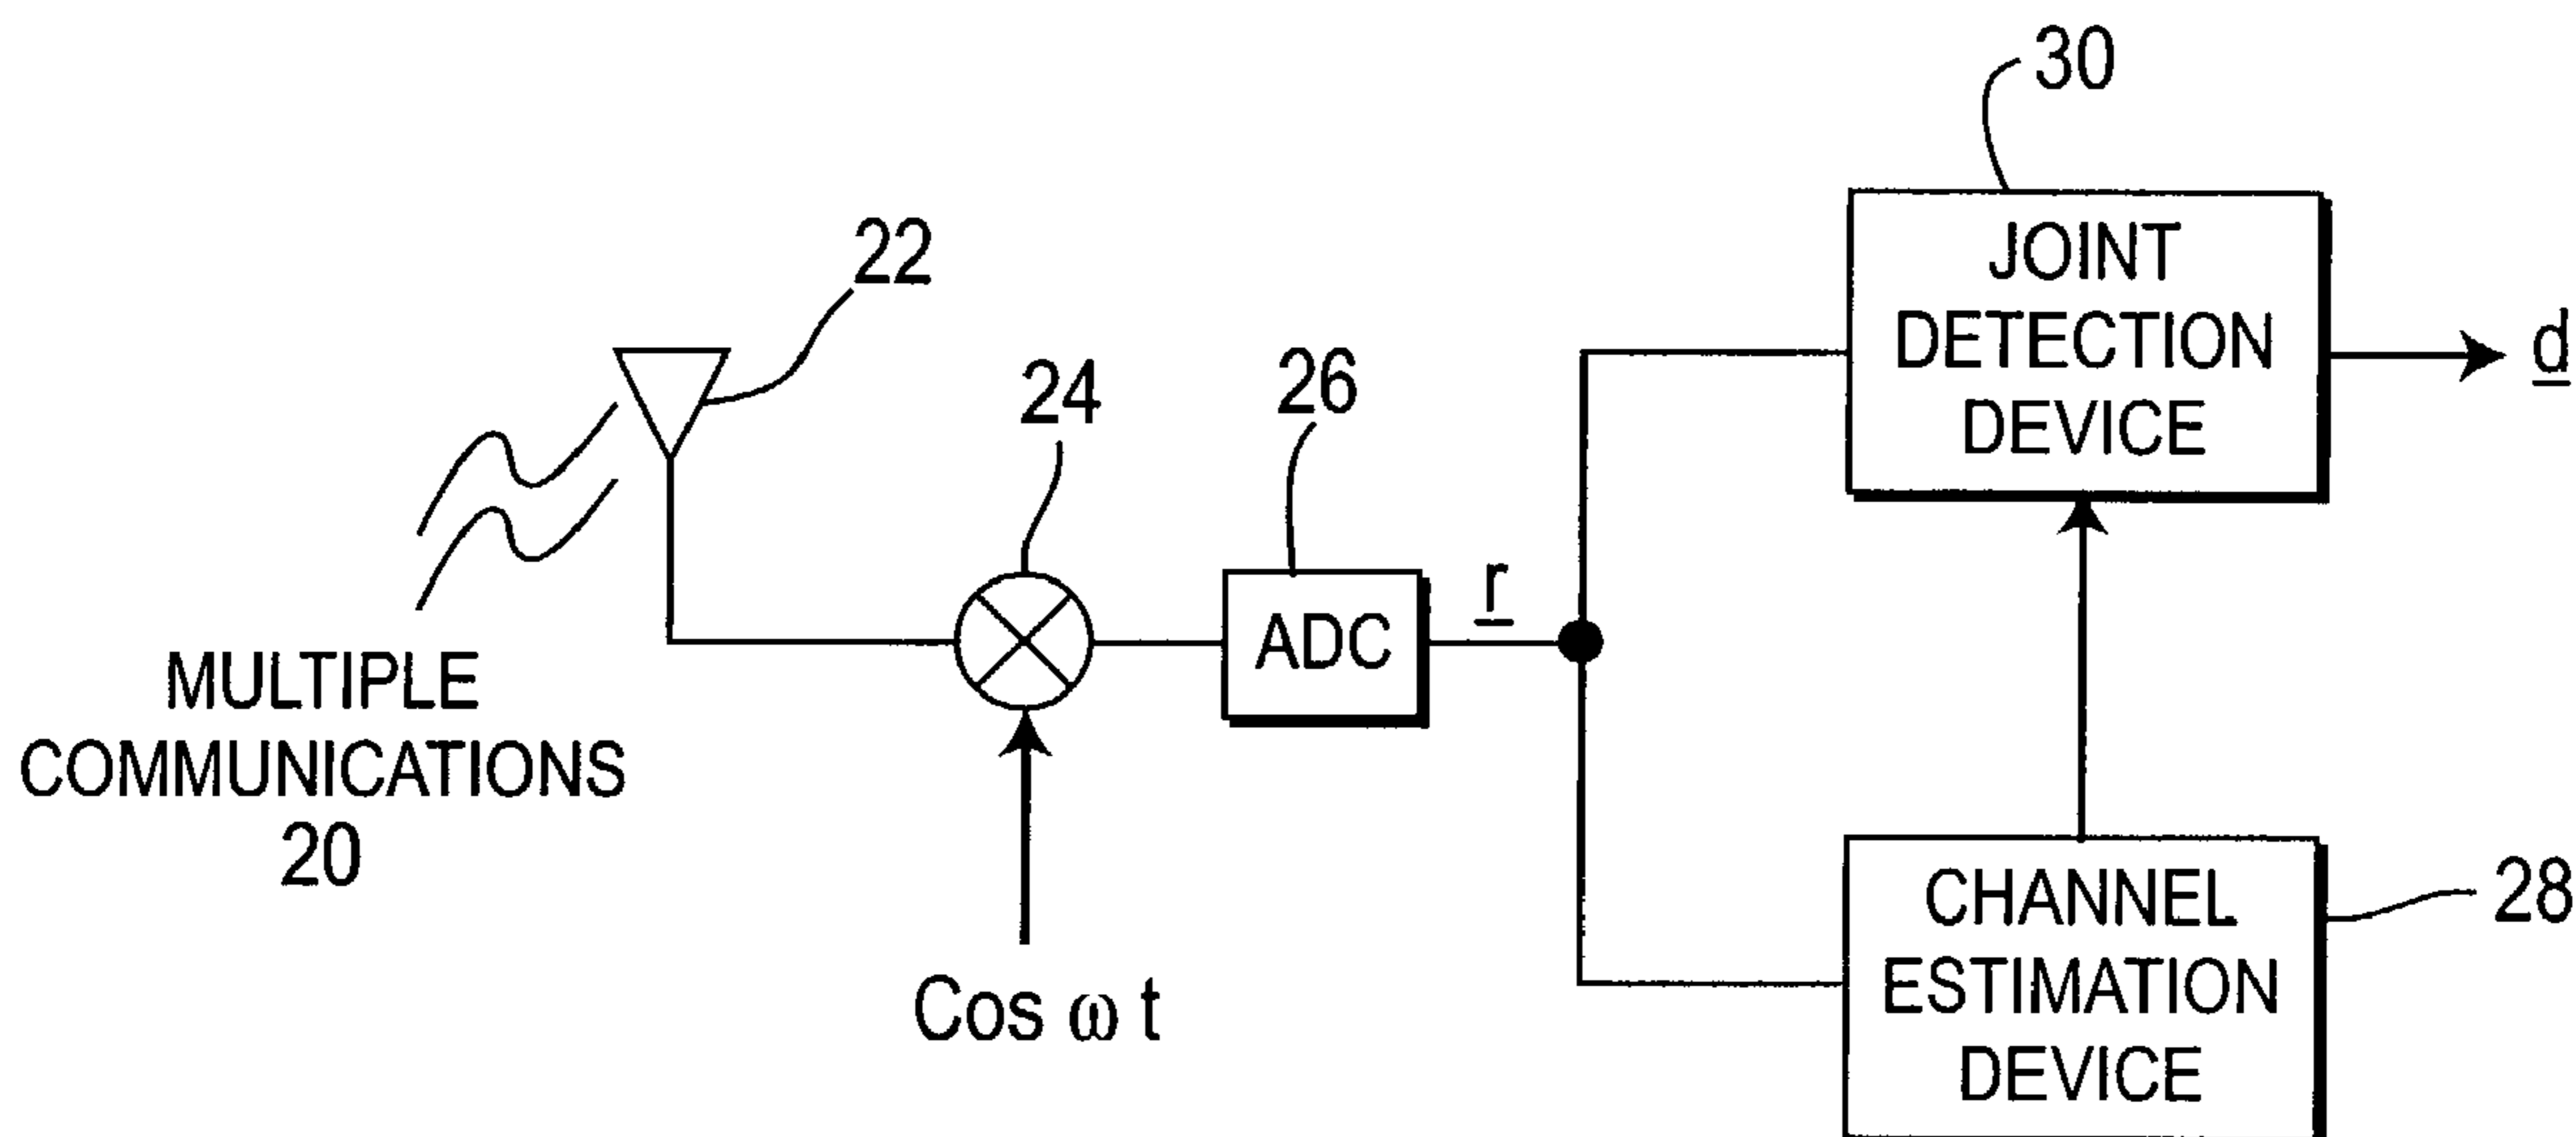 30
JOINT
DETECTION
DEVICE
d
22
24
26
r
ADC
MULTIPLE
COMMUNICATIONS
20
Cos ω t
CHANNEL
ESTIMATION
DEVICE
28